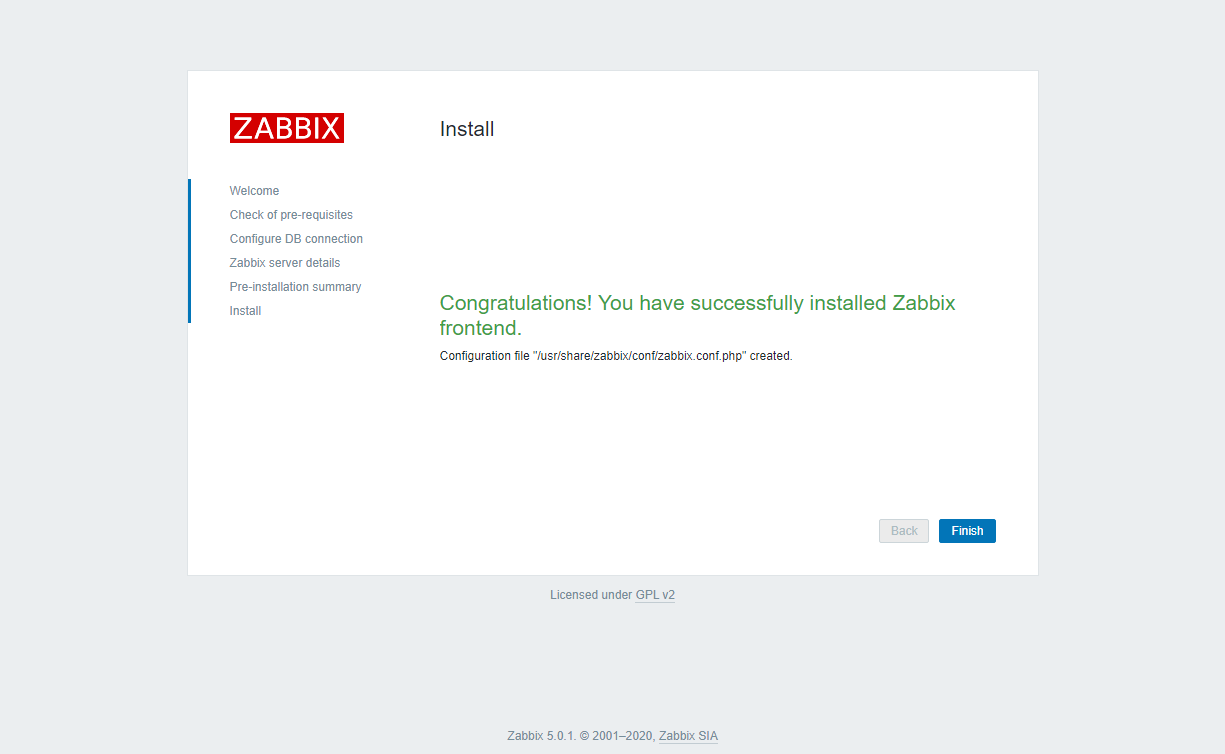 ZABBIX
Install
Welcome
Check of pre-requisites
Configure DB connection
Zabbix server details
Pre-installation summary
Install
Congratulations! You have successfully installed Zabbix
frontend.
Configuration file "/usr/share/zabbix/conf/zabbix.conf.php" created.
Back
Finish
Licensed under GPL v2
Zabbix 5.0.1. © 2001–2020, Zabbix SIA